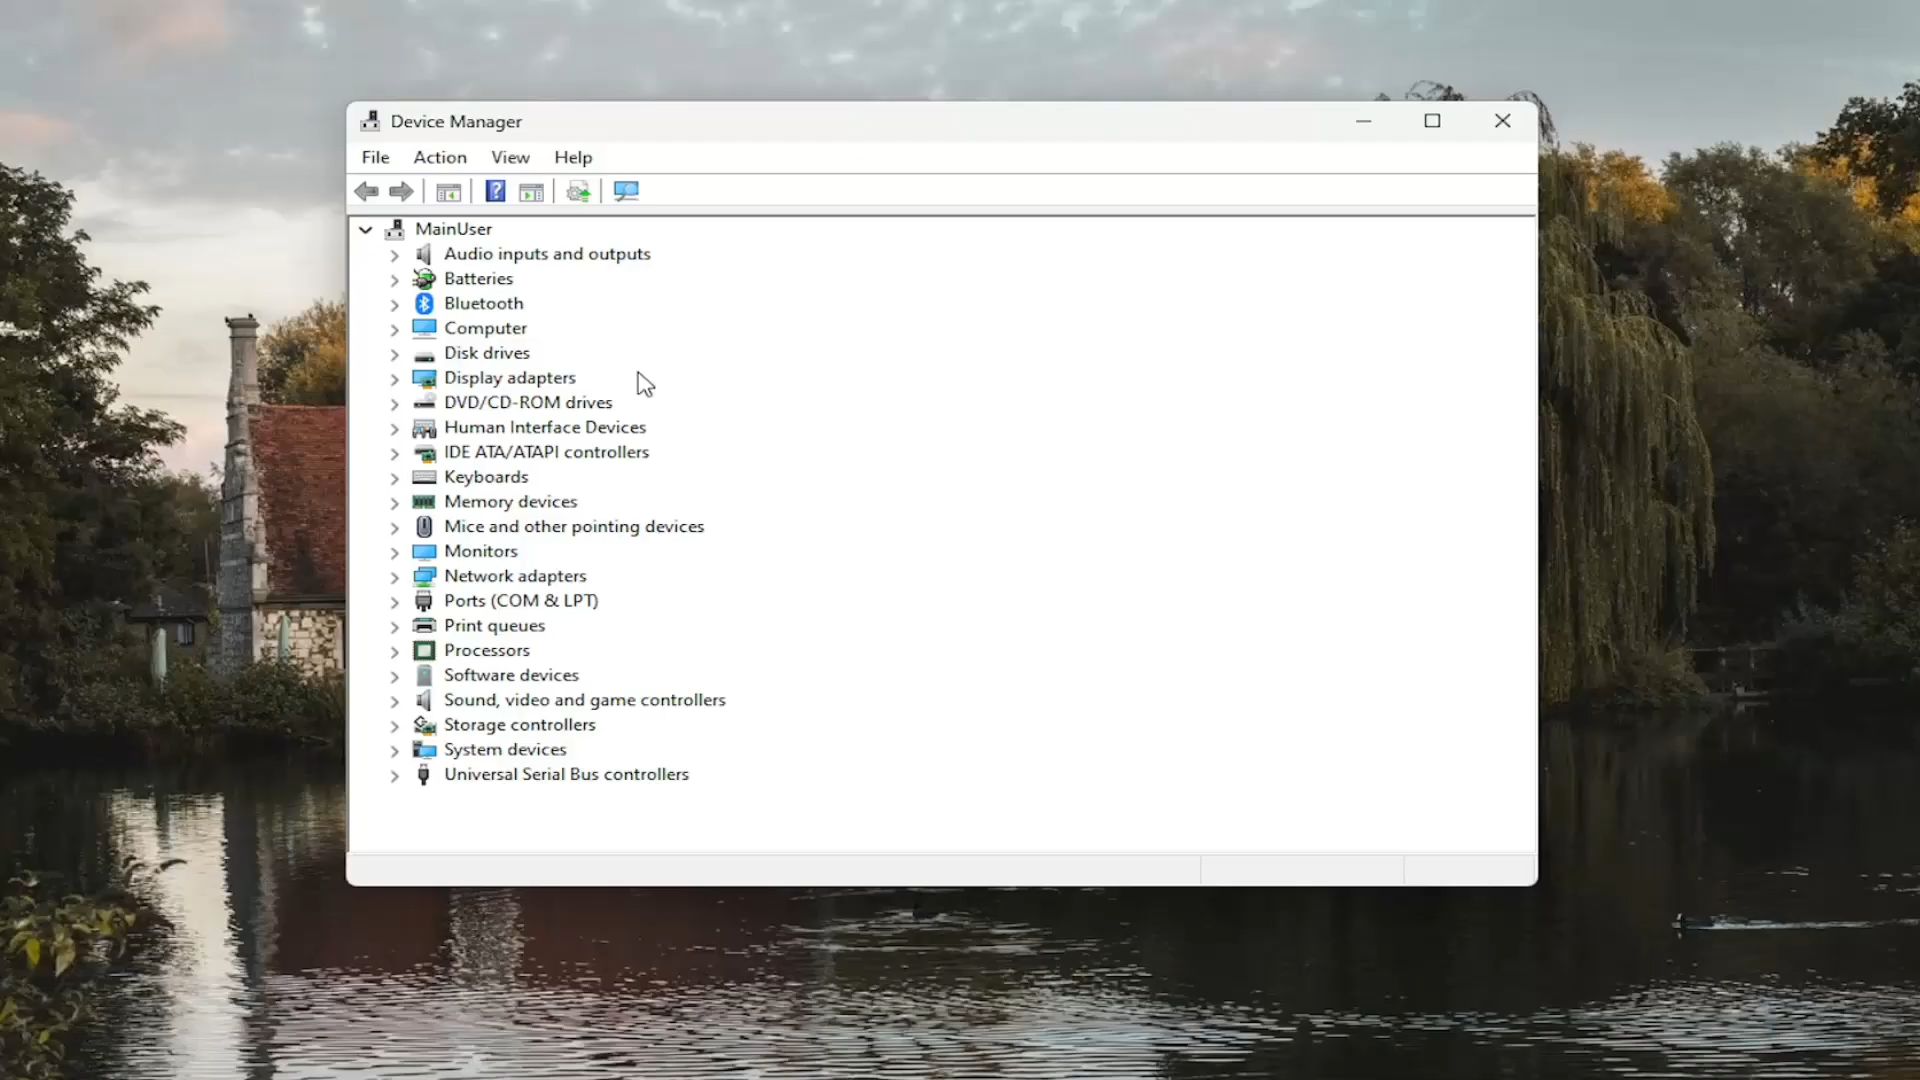 Device Manager
File Action View Help
MainUser
Audio inputs and outputs
Batteries
Bluetooth
Computer
Disk drives
Display adapters
DVD/CD-ROM drives
Human Interface Devices
IDE ATA/ATAPI controllers
Keyboards
Memory devices
Mice and other pointing devices
Monitors
Network adapters
Ports (COM & LPT)
Print queues
Processors
Software devices
Sound, video and game controllers
Storage controllers
System devices
Universal Serial Bus controllers